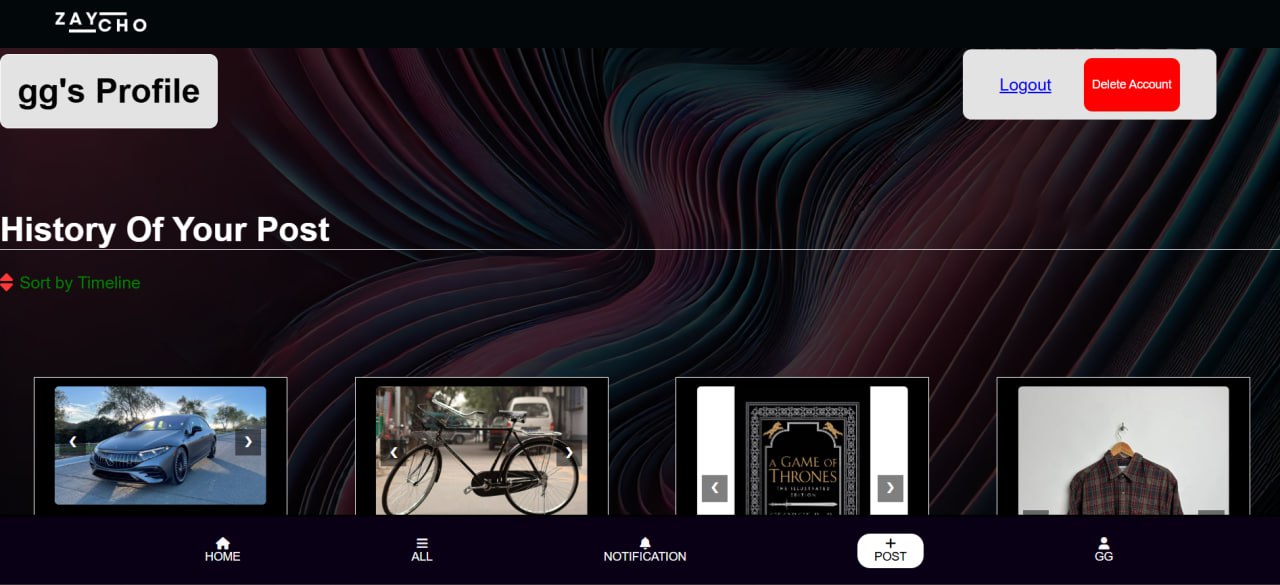 ZAYCHO
gg's Profile
Logout
Delete Account
History Of Your Post
Sort by Timeline
A GAME OF
THRONES
THE ILLUSTRATED
EDITION
HOME
ALL
NOTIFICATION
POST
GG